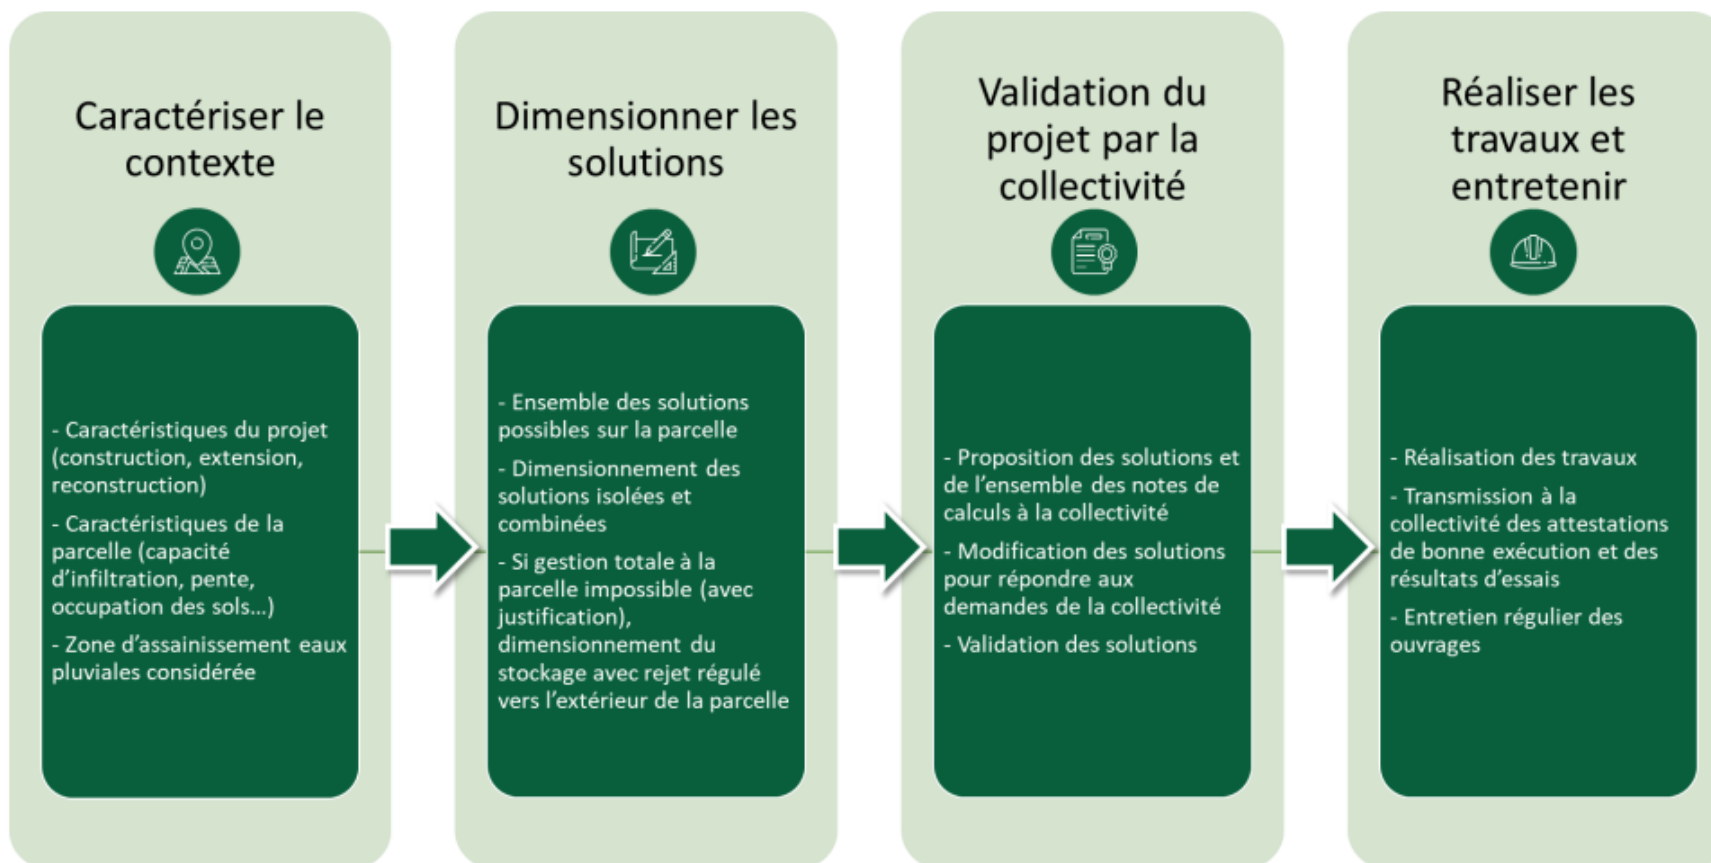 Caractériser le
contexte
- Caractéristiques du projet
(construction, extension,
reconstruction)
- Caractéristiques de la
parcelle (capacité
d'infiltration, pente,
occupation des sols...)
- Zone d'assainissement eaux
pluviales considérée
Dimensionner les
solutions
- Ensemble des solutions
possibles sur la parcelle
- Dimensionnement des
solutions isolées et
combinées
- Si gestion totale à la
parcelle impossible (avec
justification),
dimensionnement du
stockage avec rejet régulé
vers l'extérieur de la parcelle
Validation du
projet par la
collectivité
- Proposition des solutions et
de l'ensemble des notes de
calculs à la collectivité
- Modification des solutions
pour répondre aux
demandes de la collectivité
- Validation des solutions
Réaliser les
travaux et
entretenir
- Réalisation des travaux
- Transmission à la
collectivité des attestations
de bonne exécution et des
résultats d'essais
- Entretien régulier des
ouvrages